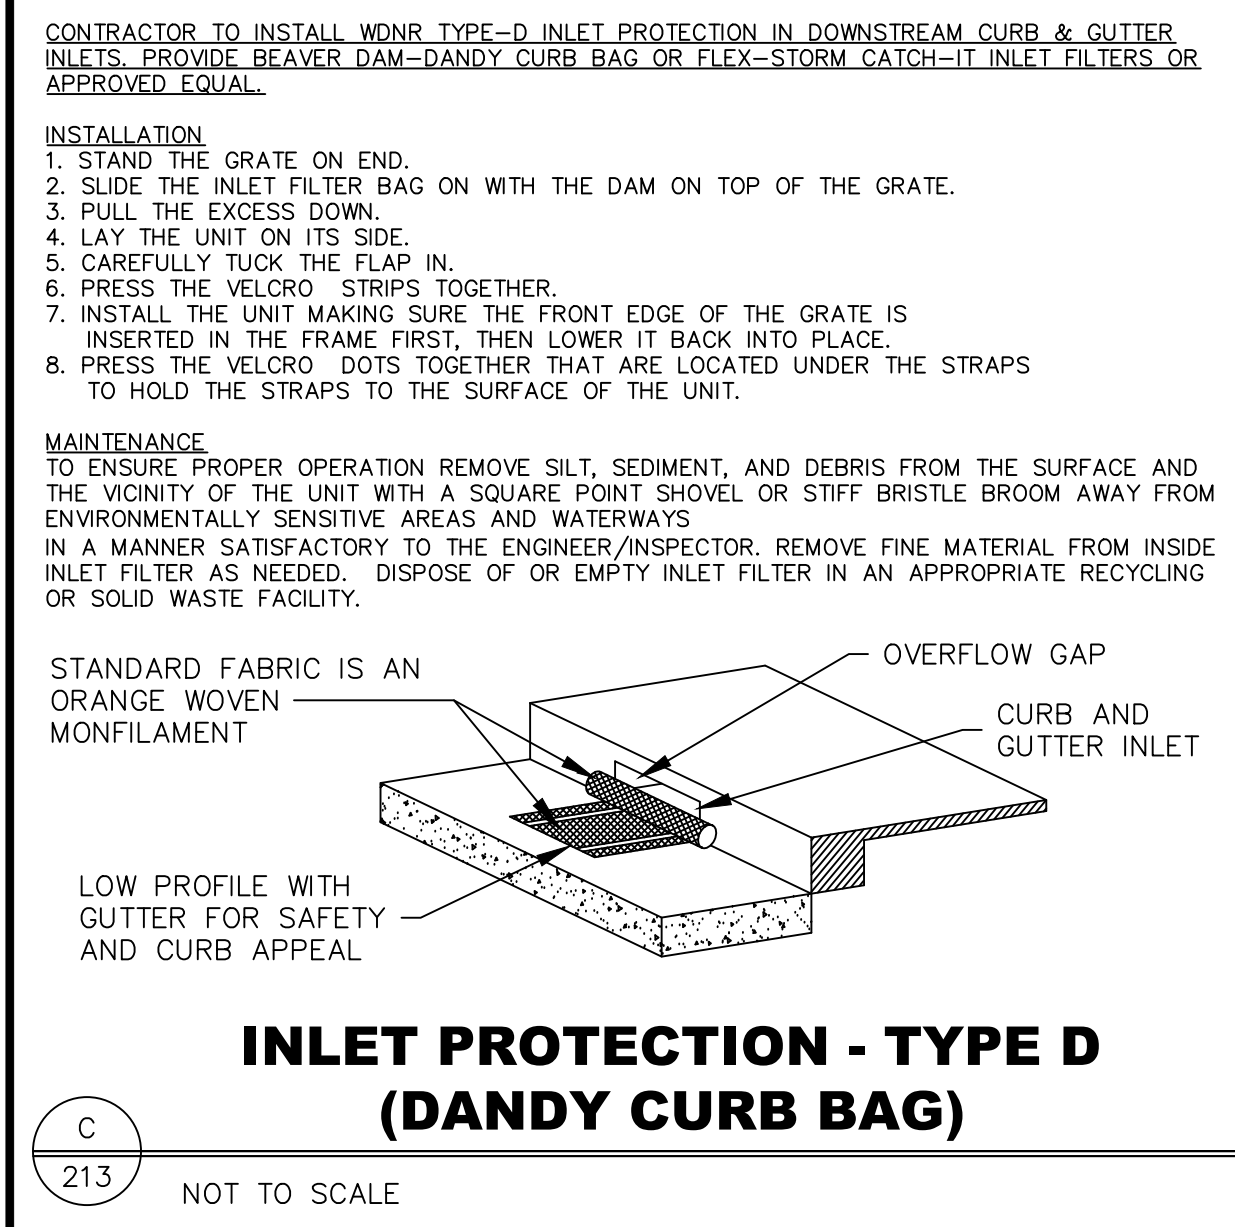 CONTRACTOR TO INSTALL WDNR TYPE-D INLET PROTECTION IN DOWNSTREAM CURB & GUTTER
INLETS. PROVIDE BEAVER DAM-DANDY CURB BAG OR FLEX-STORM CATCH-IT INLET FILTERS OR
APPROVED EQUAL.
INSTALLATION
1. STAND THE GRATE ON END.
2. SLIDE THE INLET FILTER BAG ON WITH THE DAM ON TOP OF THE GRATE.
3. PULL THE EXCESS DOWN.
4. LAY THE UNIT ON ITS SIDE.
5. CAREFULLY TUCK THE FLAP IN.
6. PRESS THE VELCRO STRIPS TOGETHER.
7. INSTALL THE UNIT MAKING SURE THE FRONT EDGE OF THE GRATE IS
INSERTED IN THE FRAME FIRST, THEN LOWER IT BACK INTO PLACE.
8. PRESS THE VELCRO DOTS TOGETHER THAT ARE LOCATED UNDER THE STRAPS
TO HOLD THE STRAPS TO THE SURFACE OF THE UNIT.
MAINTENANCE
TO ENSURE PROPER OPERATION REMOVE SILT, SEDIMENT, AND DEBRIS FROM THE SURFACE AND
THE VICINITY OF THE UNIT WITH A SQUARE POINT SHOVEL OR STIFF BRISTLE BROOM AWAY FROM
ENVIRONMENTALLY SENSITIVE AREAS AND WATERWAYS
IN A MANNER SATISFACTORY TO THE ENGINEER/INSPECTOR. REMOVE FINE MATERIAL FROM INSIDE
INLET FILTER AS NEEDED. DISPOSE OF OR EMPTY INLET FILTER IN AN APPROPRIATE RECYCLING
OR SOLID WASTE FACILITY.
STANDARD FABRIC IS AN
ORANGE WOVEN
MONFILAMENT
OVERFLOW GAP
CURB AND
GUTTER INLET
LOW PROFILE WITH
GUTTER FOR SAFETY
AND CURB APPEAL
INLET PROTECTION - TYPE D
(DANDY CURB BAG)
C
213
NOT TO SCALE